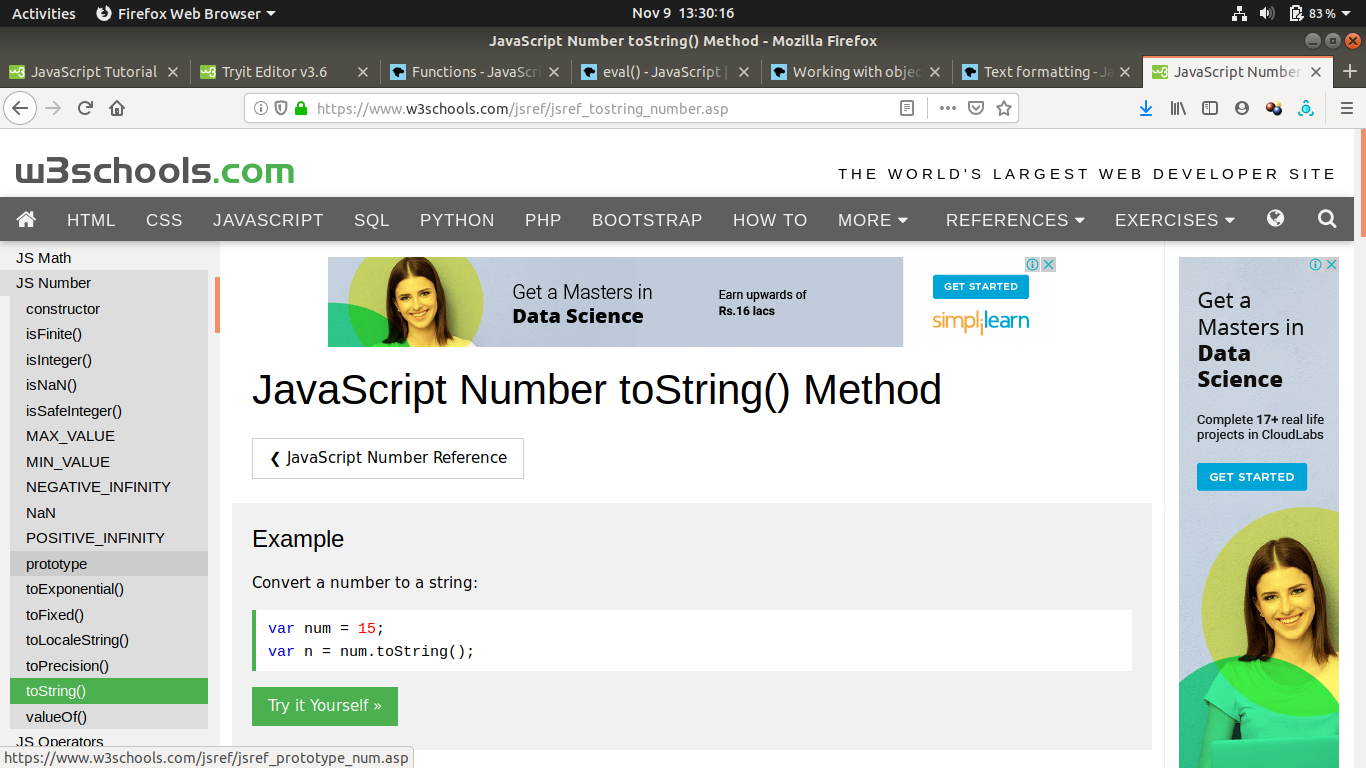 Activities Firefox Web Browser Nov 9 13:30:16 83%
JavaScript Number toString() Method - Mozilla Firefox
JavaScript Tutorial Tryit Editor v3.6 Functions - JavaScri eval() - JavaScript | Working with objec Text formatting - Ja JavaScript Number
https://www.w3schools.com/jsref/jsref_tostring_number.asp
w3schools.com
THE WORLD'S LARGEST WEB DEVELOPER SITE
HTML CSS JAVASCRIPT SQL PYTHON PHP BOOTSTRAP HOW TO MORE REFERENCES EXERCISES
JS Math
JS Number
constructor
isFinite()
isInteger()
isNaN()
isSafeInteger()
MAX_VALUE
MIN_VALUE
NEGATIVE_INFINITY
NaN
POSITIVE_INFINITY
prototype
toExponential()
toFixed()
toLocaleString()
toPrecision()
toString()
valueOf()
JS Operators
https://www.w3schools.com/jsref/jsref_prototype_num.asp
Get a Masters in
Data Science
Earn upwards of
Rs.16 lacs
GET STARTED
simplilearn
JavaScript Number toString() Method
❮ JavaScript Number Reference
Example
Convert a number to a string:
var num = 15;
var n = num.toString();
Try it Yourself »
Get a
Masters in
Data
Science
Complete 17+ real life
projects in CloudLabs
GET STARTED